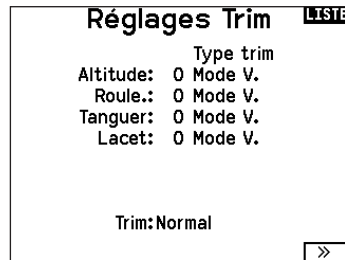 Réglages Trim LISTE
Type trim
Altitude: 0 Mode V.
Roule.: 0 Mode V.
Tanguer: 0 Mode V.
Lacet: 0 Mode V.
Trim:Normal
»